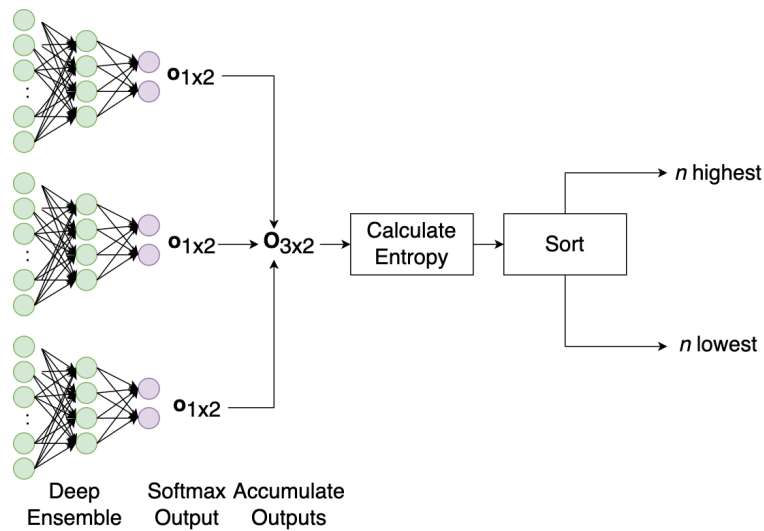 o1x2
n highest
o1x2
O3x2
Calculate
Entropy
Sort
n lowest
o1x2
Deep
Ensemble
Softmax
Output
Accumulate
Outputs